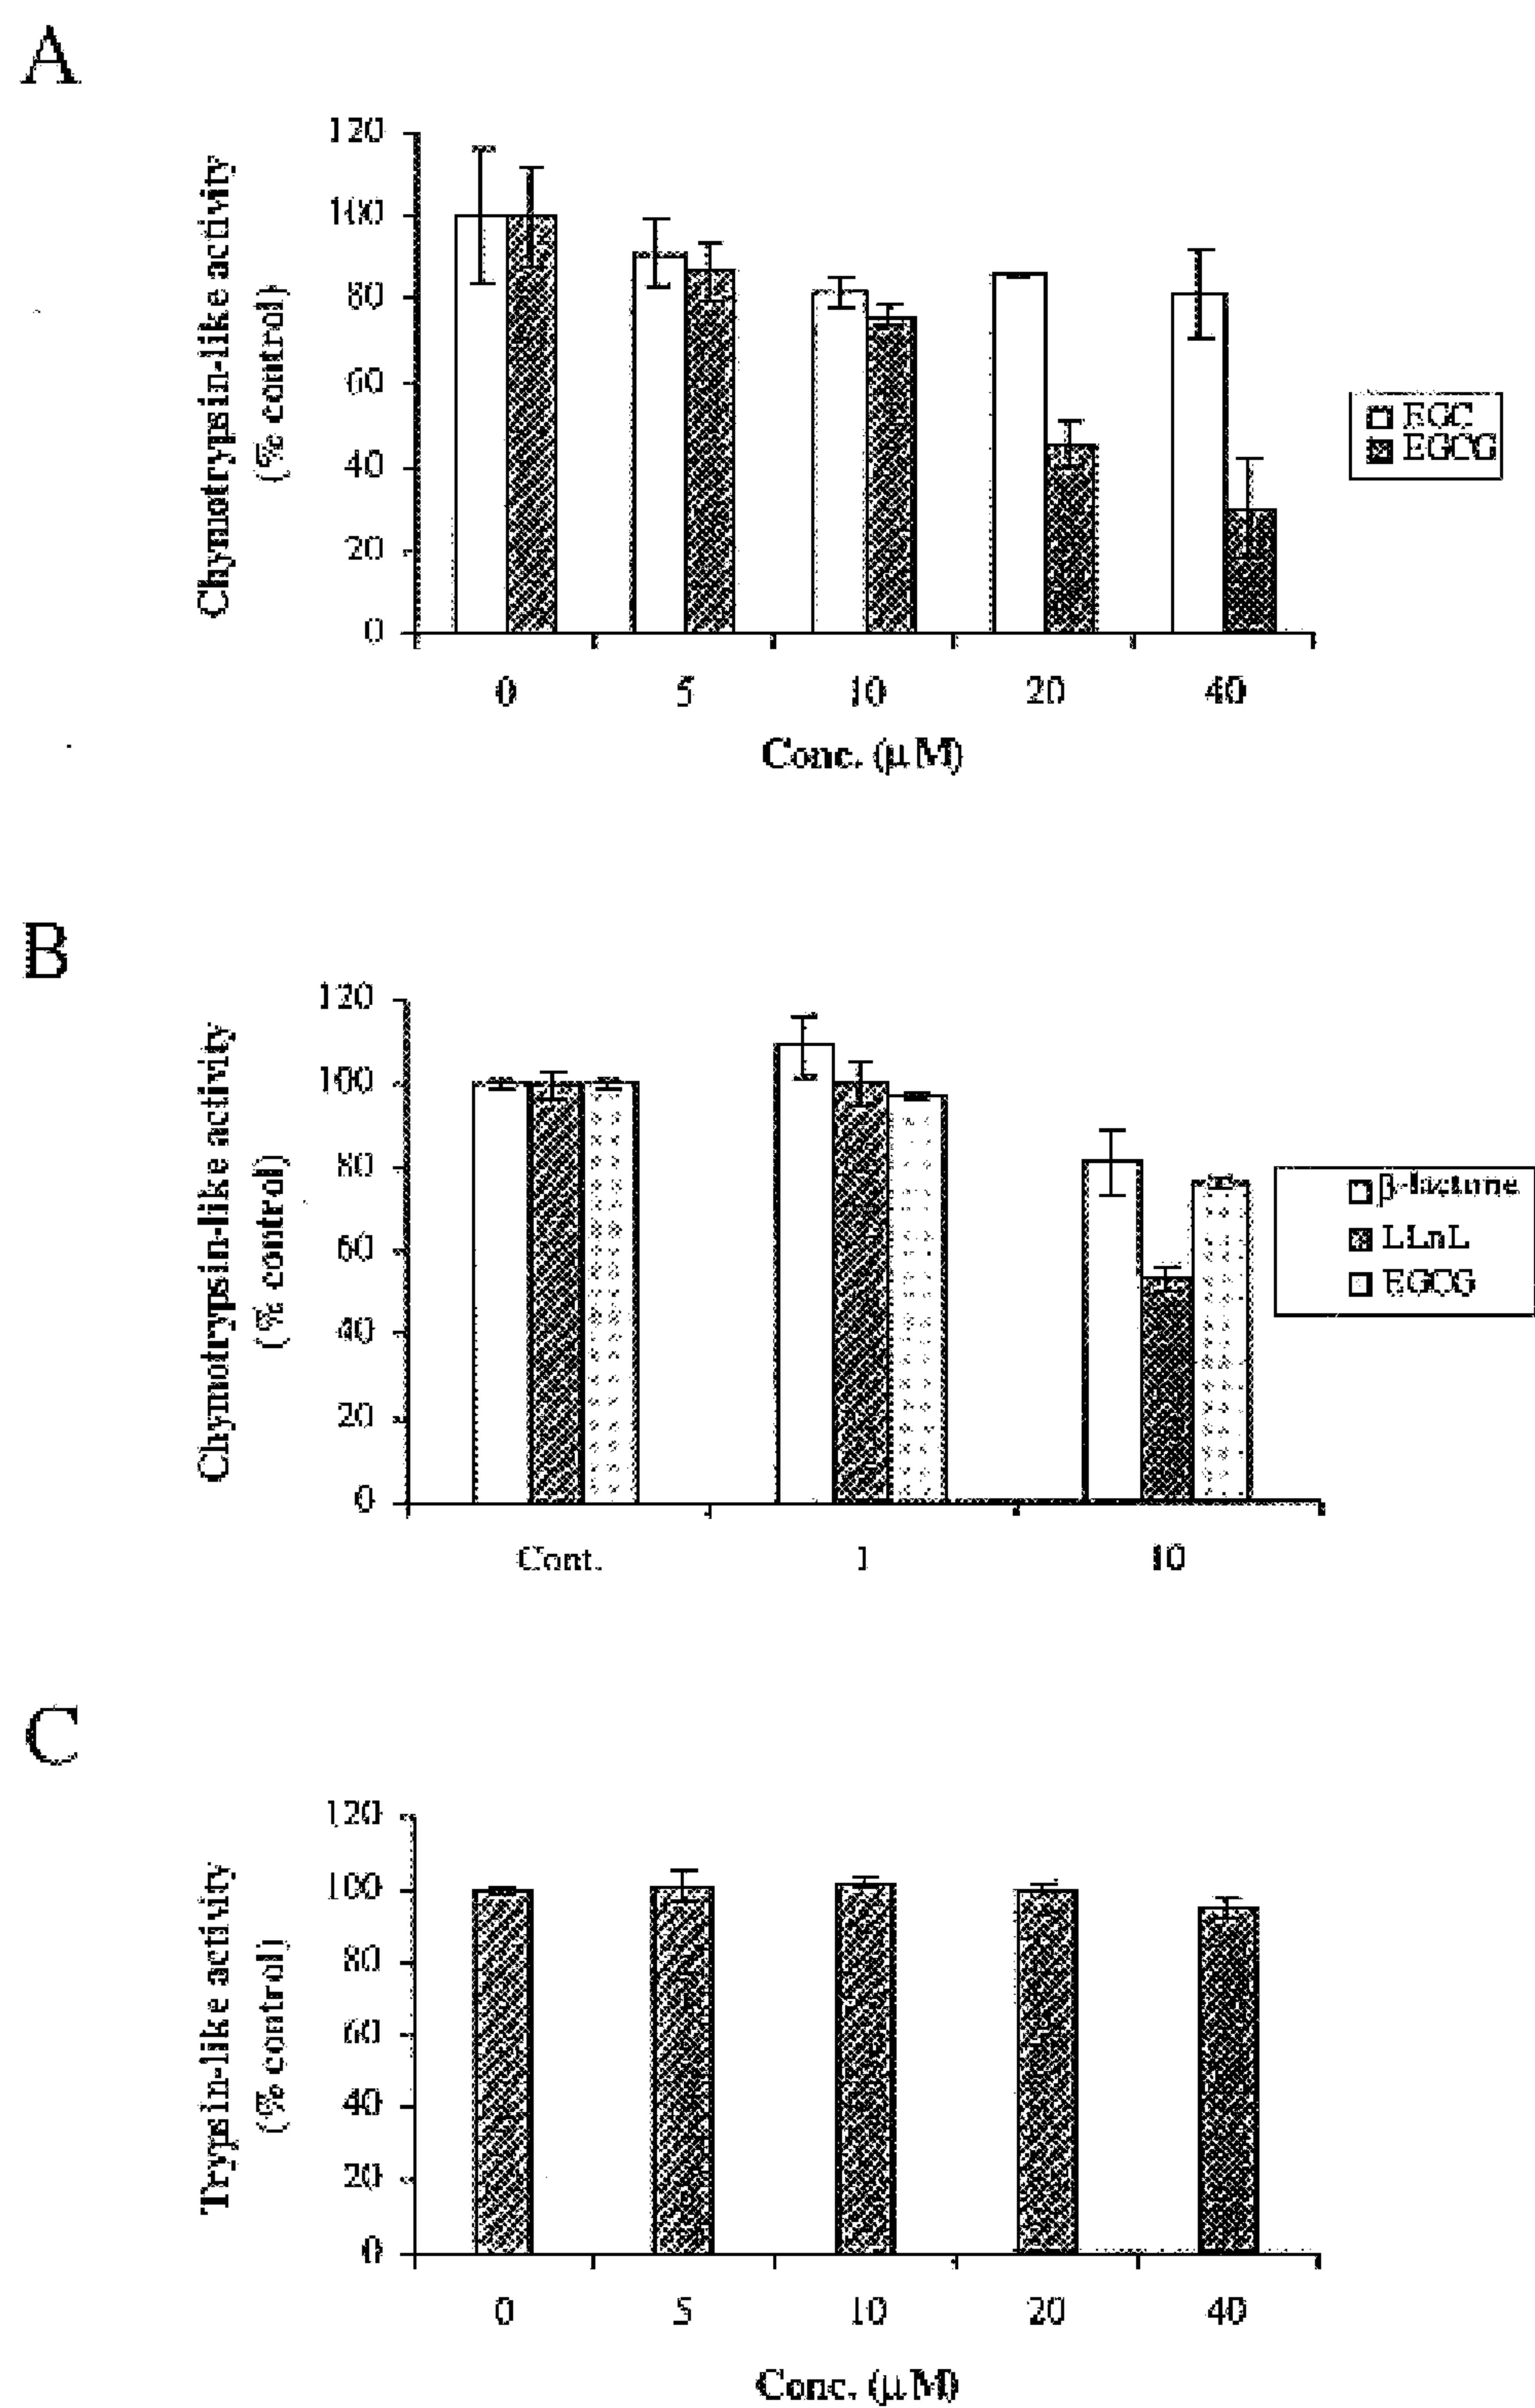 A
Chymotrypsin-like activity
(% control)
120
100
80
60
40
20
0
0 5 10 20 40
Conc. (μM)
EGC
EGCG
B
Chymotrypsin-like activity
(% control)
120
100
80
60
40
20
0
Cont. 1 10
β-lactone
LLnL
EGCG
C
Trypsin-like activity
(% control)
120
100
80
60
40
20
0
0 5 10 20 40
Conc. (μM)